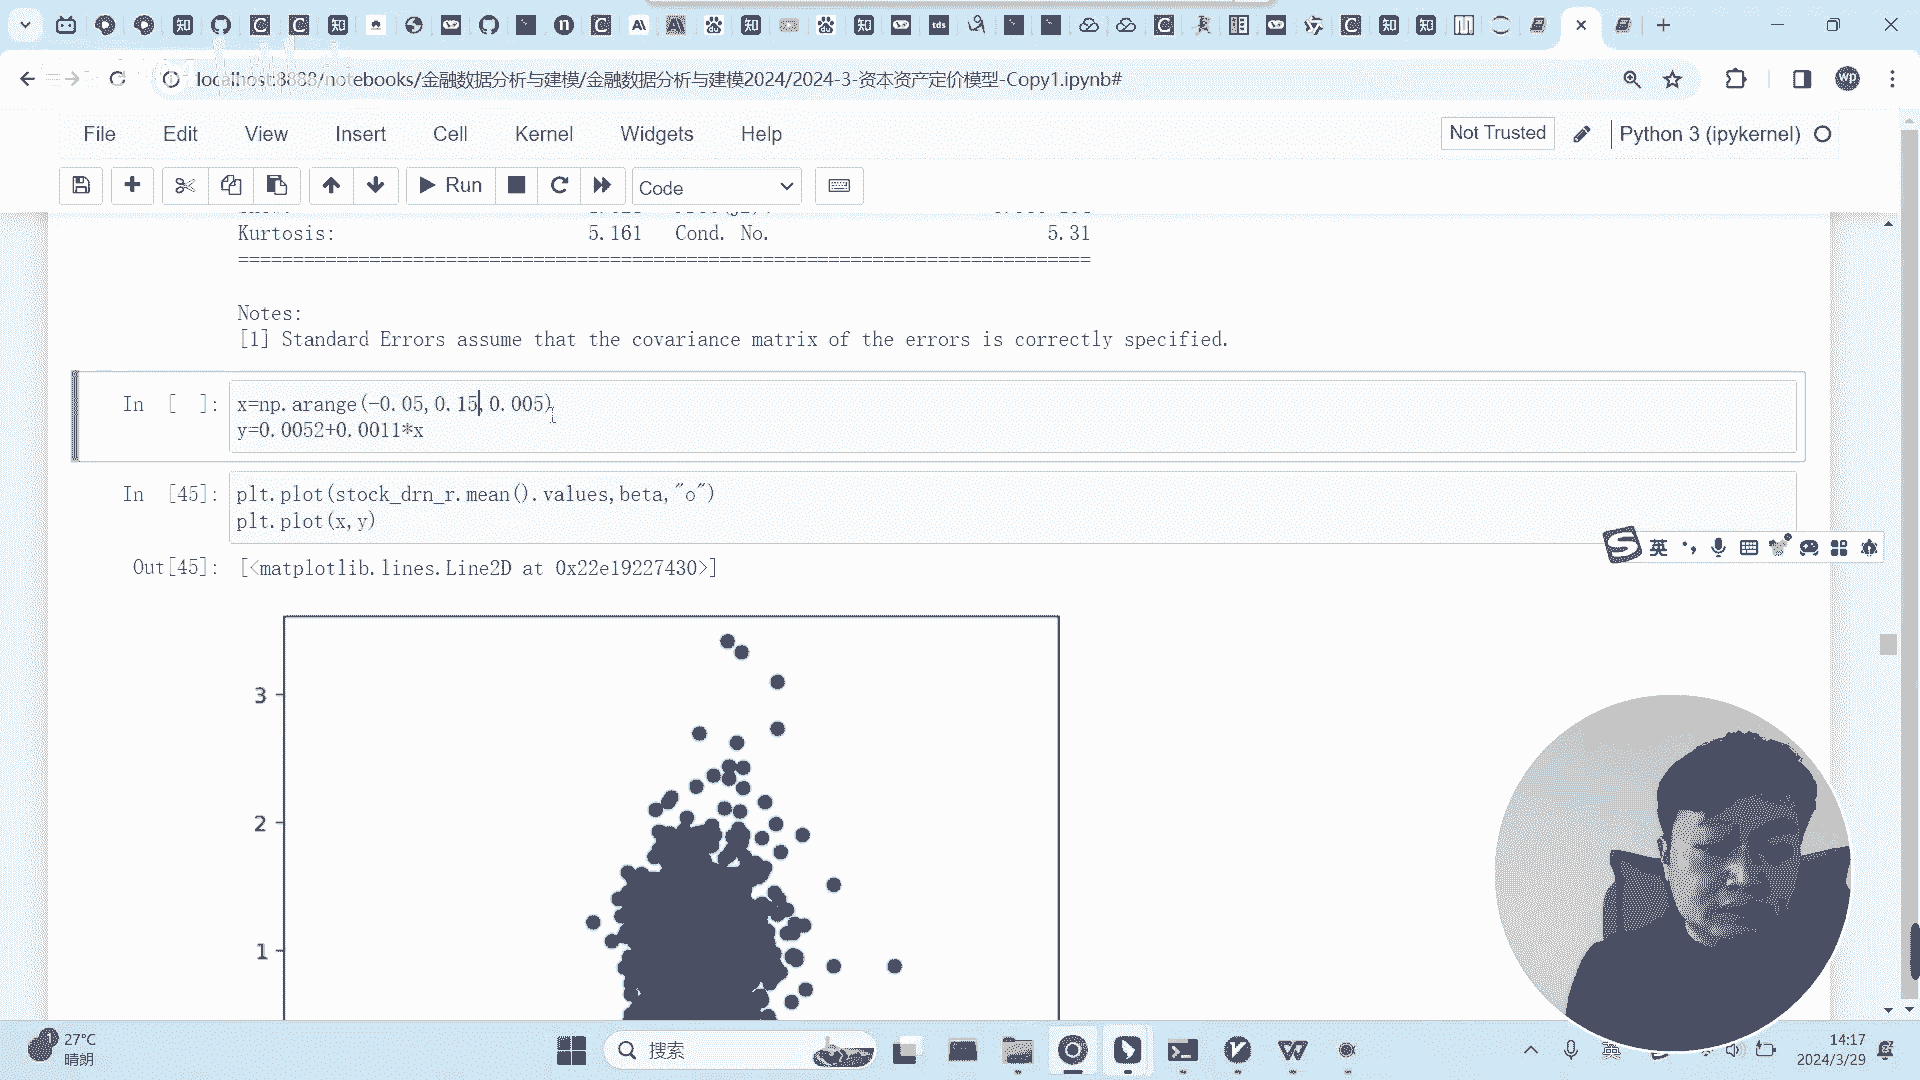 localhost:8888/notebooks/金融数据分析与建模/金融数据分析与建模2024/2024-3-资本资产定价模型-Copy1.ipynb#
File Edit View Insert Cell Kernel Widgets Help Not Trusted Python 3 (ipykernel)
Run Code
Kurtosis: 5.161 Cond. No. 5.31
Notes:
[1] Standard Errors assume that the covariance matrix of the errors is correctly specified.
In [ ]: x=np.arange(-0.05,0.15,0.005)
y=0.0052+0.0011*x
In [45]: plt.plot(stock_drn_r.mean().values,beta,"o")
plt.plot(x,y)
英
Out[45]: [<matplotlib.lines.Line2D at 0x22e19227430>]
3
2
1
27°C
晴朗
搜索
英
14:17
2024/3/29